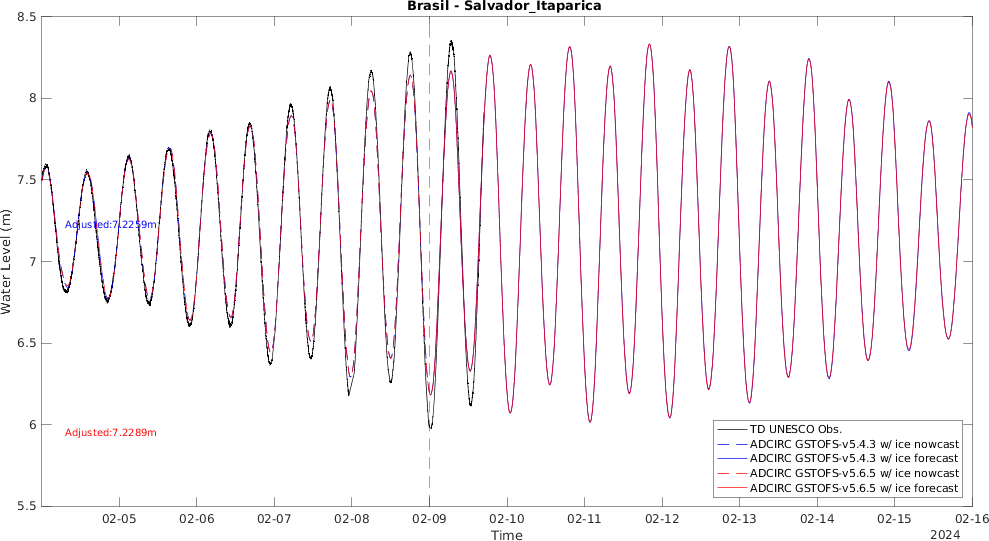 Brasil - Salvador_Itaparica
8.5
8
7.5
7
6.5
6
5.5
Water Level (m)
Adjusted:7.2259m
Adjusted:7.2289m
TD UNESCO Obs.
ADCIRC GSTOFS-v5.4.3 w/ ice nowcast
ADCIRC GSTOFS-v5.4.3 w/ ice forecast
ADCIRC GSTOFS-v5.6.5 w/ ice nowcast
ADCIRC GSTOFS-v5.6.5 w/ ice forecast
02-05 02-06 02-07 02-08 02-09 02-10 02-11 02-12 02-13 02-14 02-15 02-16
Time
2024